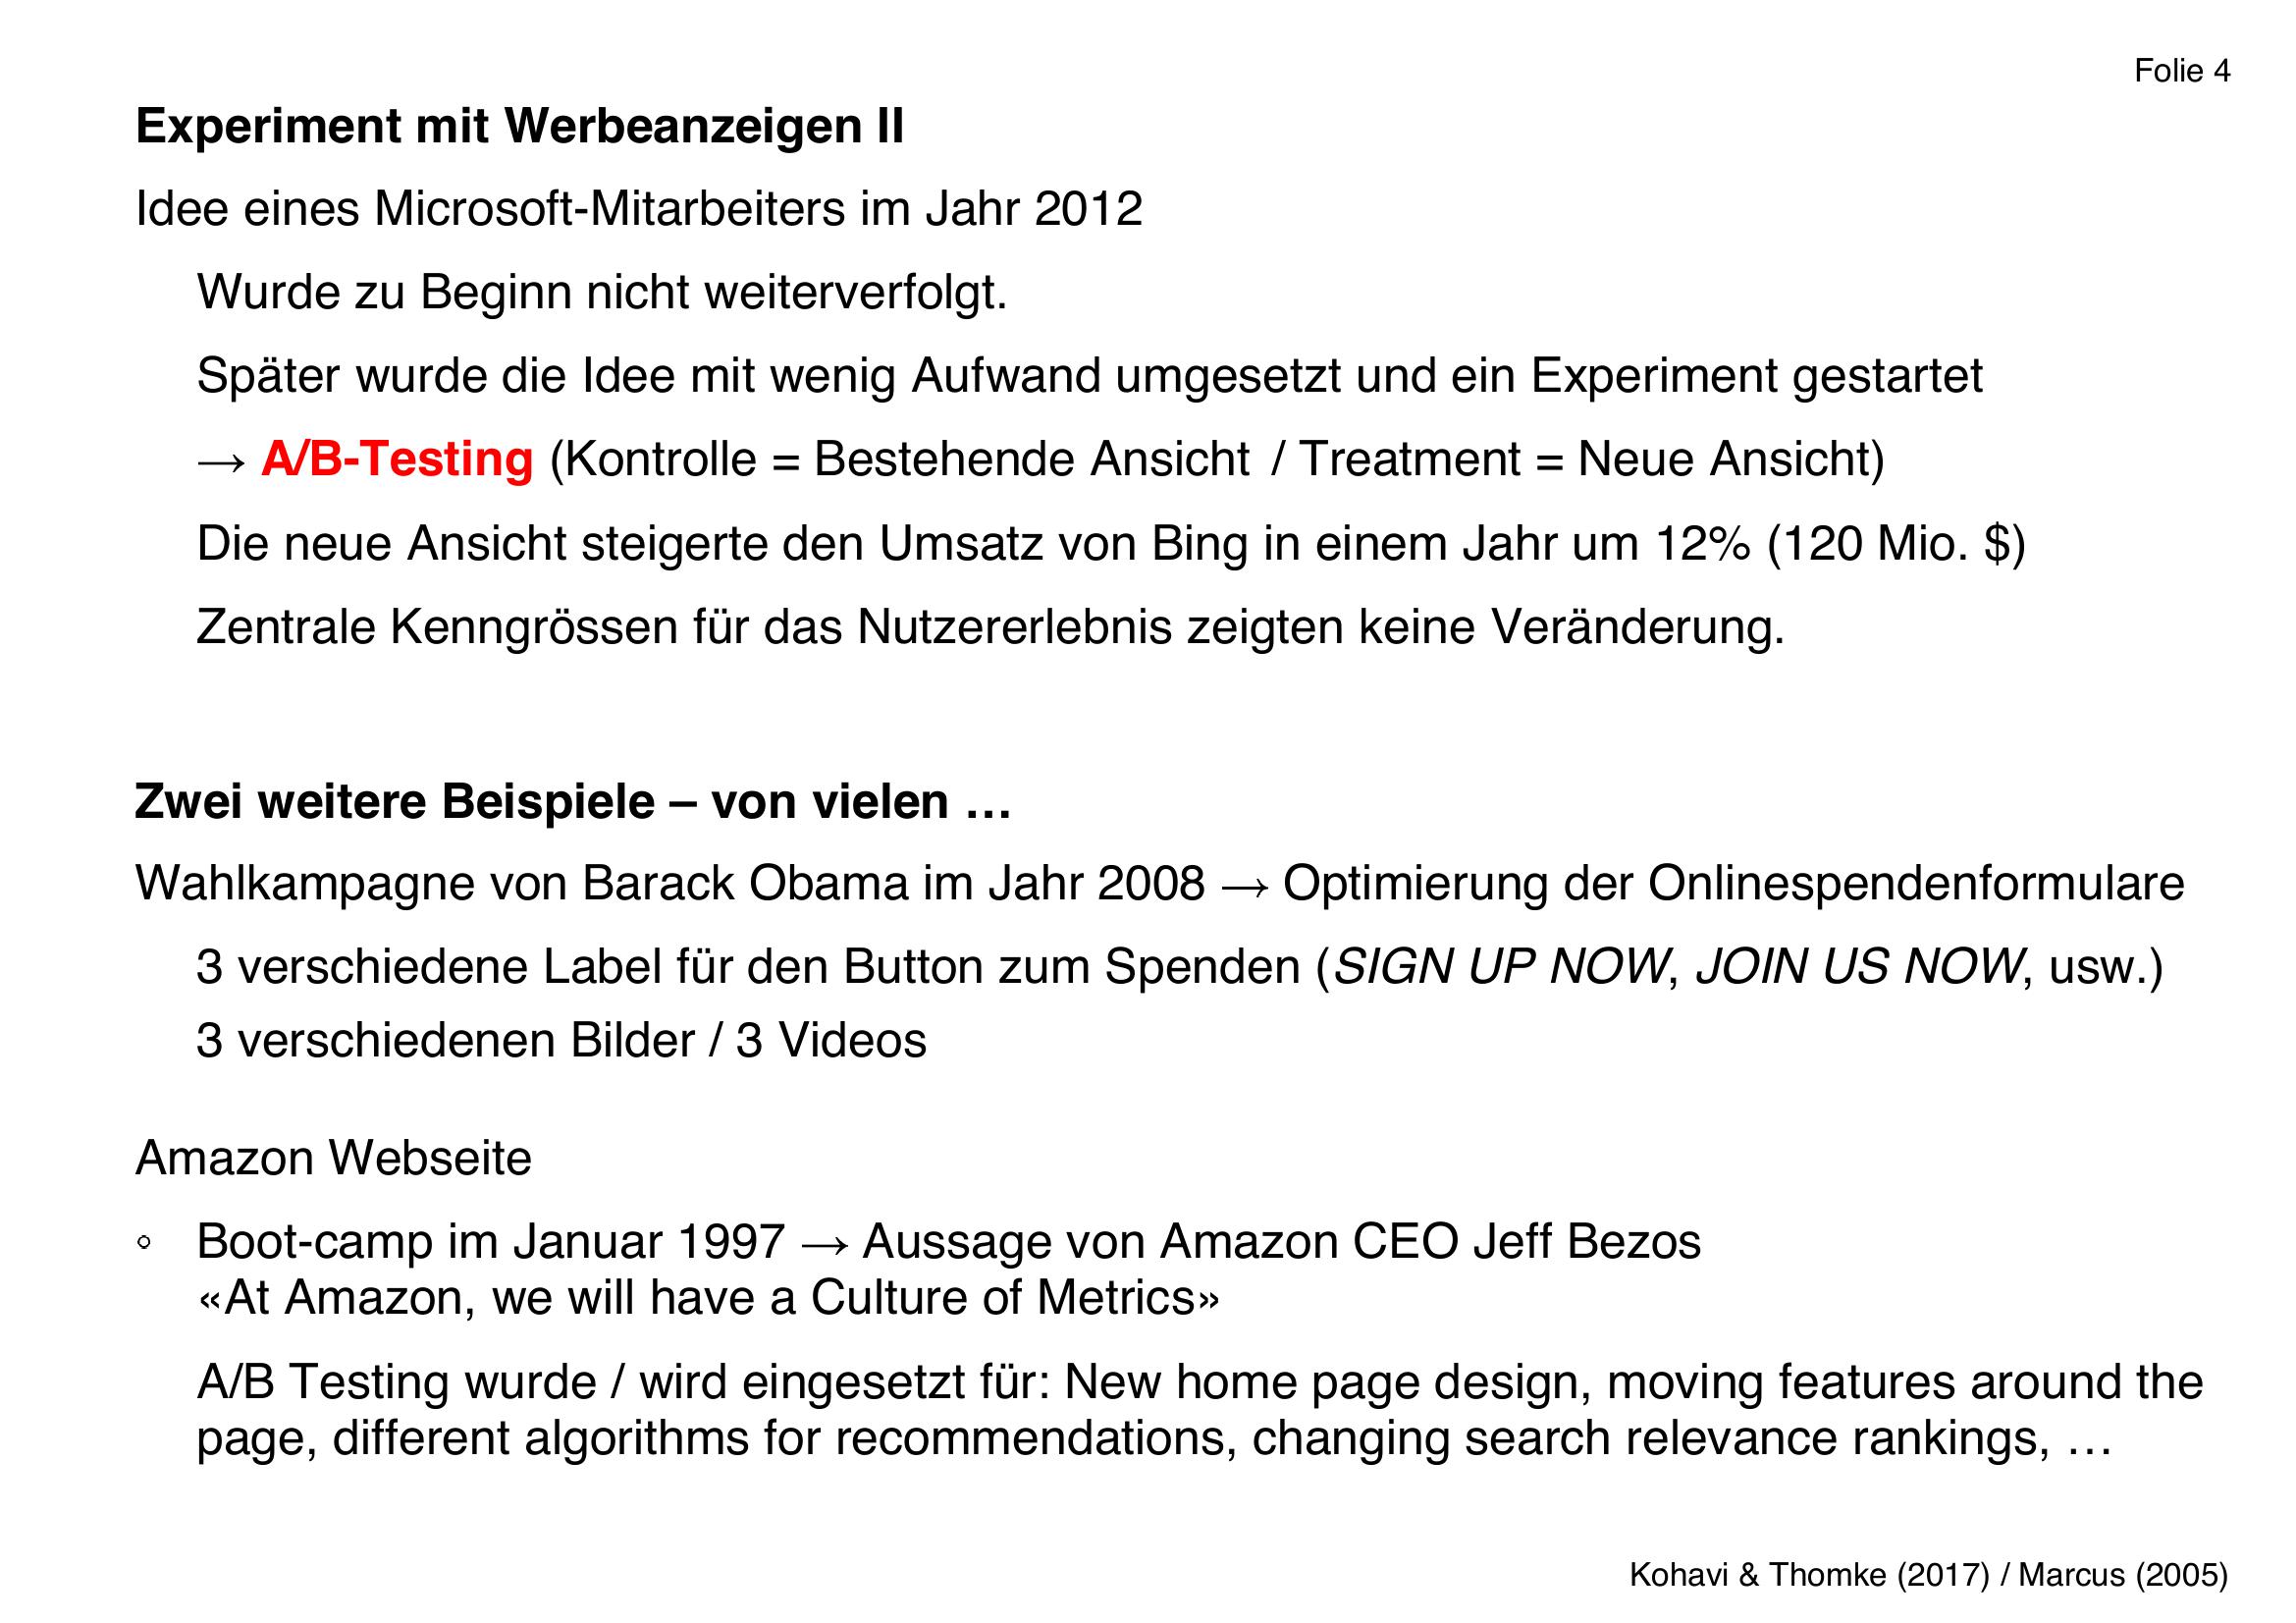 Folie 4
Experiment mit Werbeanzeigen II
Idee eines Microsoft-Mitarbeiters im Jahr 2012
Wurde zu Beginn nicht weiterverfolgt.
Später wurde die Idee mit wenig Aufwand umgesetzt und ein Experiment gestartet
→ A/B-Testing (Kontrolle = Bestehende Ansicht / Treatment = Neue Ansicht)
Die neue Ansicht steigerte den Umsatz von Bing in einem Jahr um 12% (120 Mio. $)
Zentrale Kenngrössen für das Nutzererlebnis zeigten keine Veränderung.
Zwei weitere Beispiele – von vielen …
Wahlkampagne von Barack Obama im Jahr 2008 → Optimierung der Onlinespendenformulare
3 verschiedene Label für den Button zum Spenden (SIGN UP NOW, JOIN US NOW, usw.)
3 verschiedenen Bilder / 3 Videos
Amazon Webseite
◦ Boot-camp im Januar 1997 → Aussage von Amazon CEO Jeff Bezos
«At Amazon, we will have a Culture of Metrics»
A/B Testing wurde / wird eingesetzt für: New home page design, moving features around the
page, different algorithms for recommendations, changing search relevance rankings, …
Kohavi & Thomke (2017) / Marcus (2005)